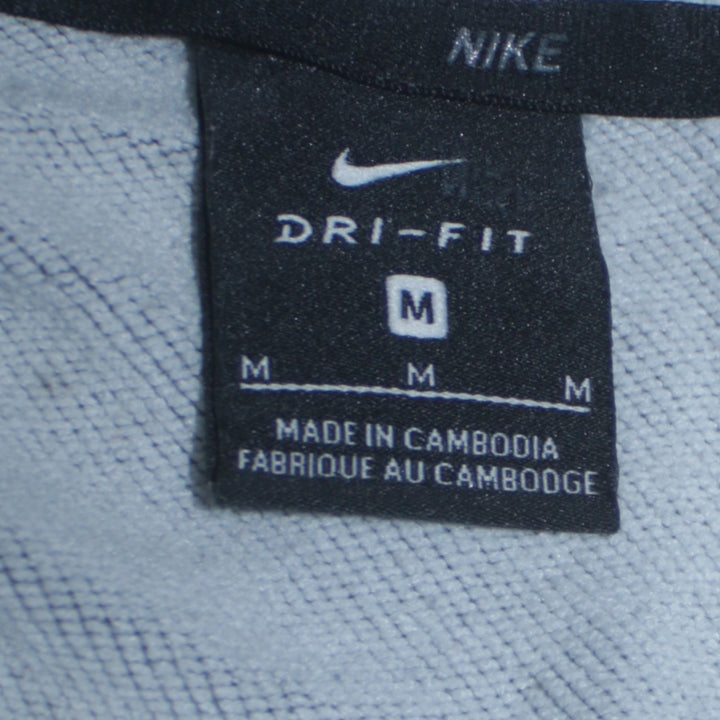 NIKE
DRI-FIT
M
M M M
MADE IN CAMBODIA
FABRIQUE AU CAMBODGE